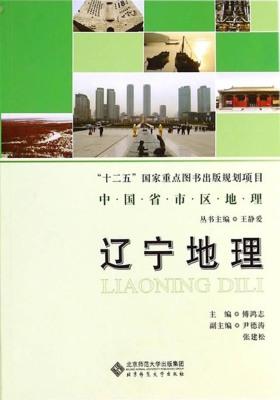 “十二五”国家重点图书出版规划项目
中·国·省·市·区·地·理
丛书主编·王静爱
辽宁地理
LIAONING DILI
主　编·傅鸿志
副主编·尹德涛
张建松
北京师范大学出版集团
北京师范大学出版社